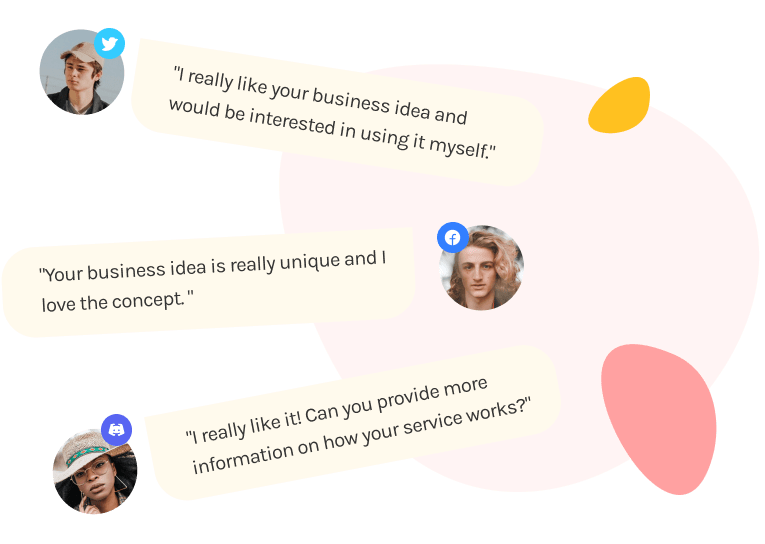 "I really like your business idea and
would be interested in using it myself."
"Your business idea is really unique and I
love the concept. "
"I really like it! Can you provide more
information on how your service works?"